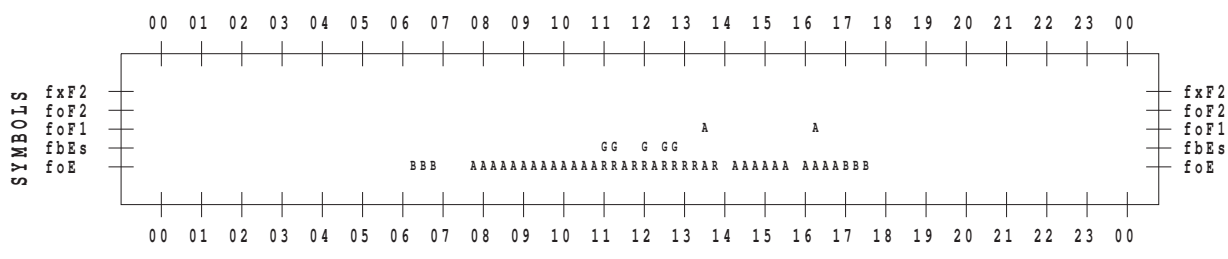 00 01 02 03 04 05 06 07 08 09 10 11 12 13 14 15 16 17 18 19 20 21 22 23 00
SYMBOLS
fxF2 fxF2
foF2 foF2
foF1 A A foF1
fbEs GG G GG fbEs
foE BBB AAAAAAAAAAAAARRARRARRRRAR AAAAAA AAAABBB foE
00 01 02 03 04 05 06 07 08 09 10 11 12 13 14 15 16 17 18 19 20 21 22 23 00